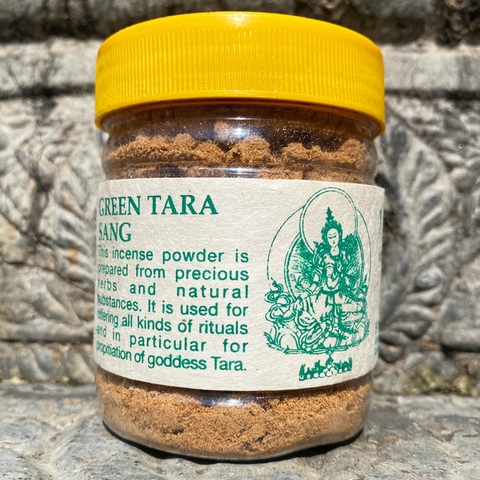 GREEN TARA
SANG
This incense powder is
prepared from precious
herbs and natural
substances. It is used for
offering all kinds of rituals
and in particular for
propitiation of goddess Tara.